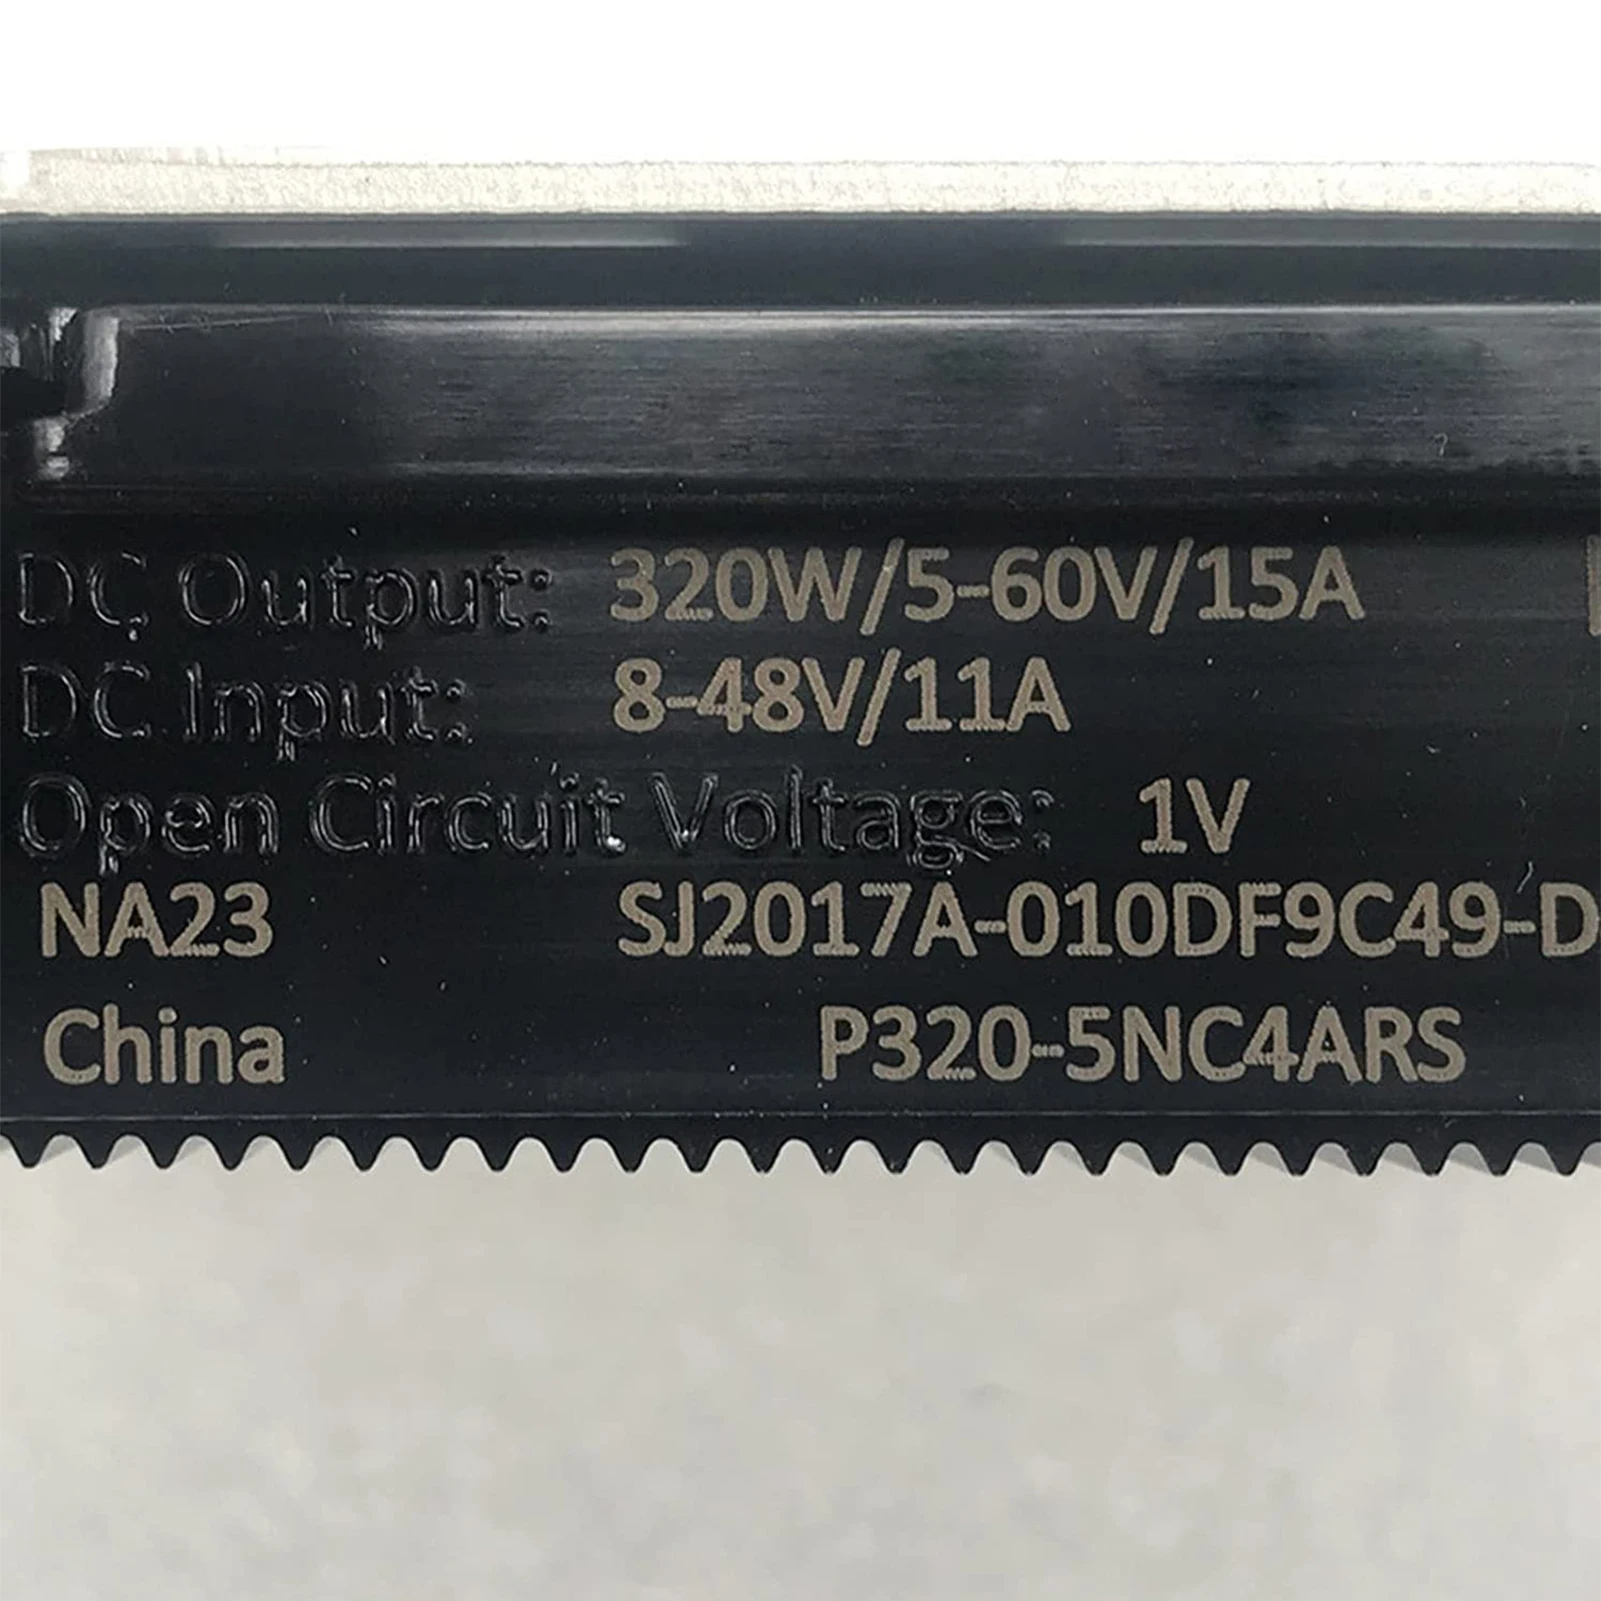 DC Output: 320W/5-60V/15A
DC Input: 8-48V/11A
Open Circuit Voltage: 1V
NA23 SJ2017A-010DF9C49-D
China P320-5NC4ARS